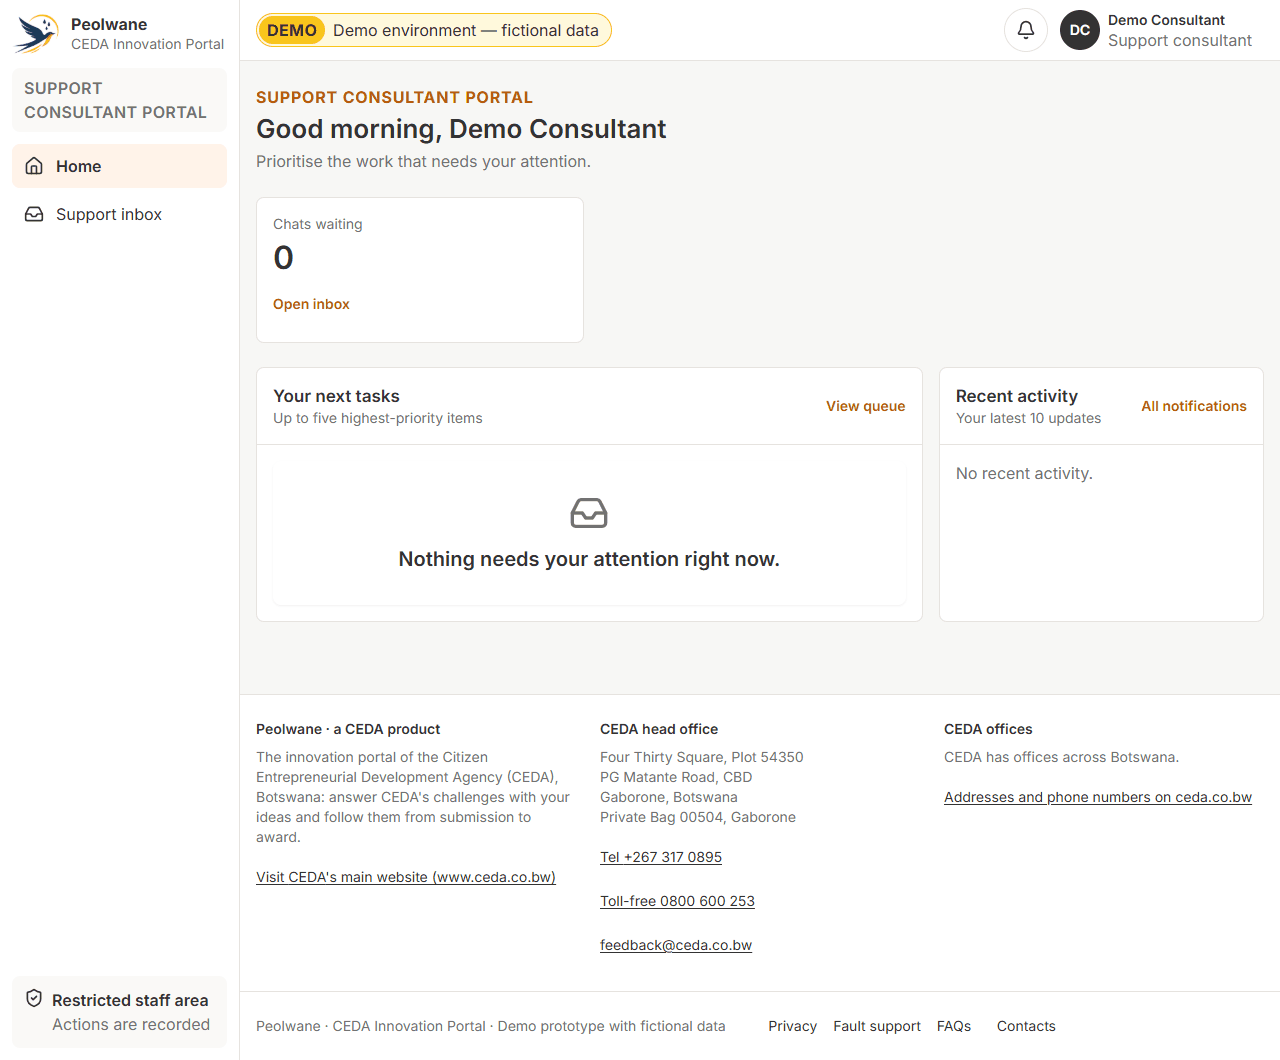 Peolwane
CEDA Innovation Portal
SUPPORT
CONSULTANT PORTAL
Home
Support inbox
Restricted staff area
Actions are recorded
DEMO Demo environment — fictional data
DC
Demo Consultant
Support consultant
SUPPORT CONSULTANT PORTAL
Good morning, Demo Consultant
Prioritise the work that needs your attention.
Chats waiting
0
Open inbox
Your next tasks
Up to five highest-priority items
View queue
Nothing needs your attention right now.
Recent activity
Your latest 10 updates
All notifications
No recent activity.
Peolwane · a CEDA product
The innovation portal of the Citizen
Entrepreneurial Development Agency (CEDA),
Botswana: answer CEDA's challenges with your
ideas and follow them from submission to
award.
Visit CEDA's main website (www.ceda.co.bw)
CEDA head office
Four Thirty Square, Plot 54350
PG Matante Road, CBD
Gaborone, Botswana
Private Bag 00504, Gaborone
Tel +267 317 0895
Toll-free 0800 600 253
feedback@ceda.co.bw
CEDA offices
CEDA has offices across Botswana.
Addresses and phone numbers on ceda.co.bw
Peolwane · CEDA Innovation Portal · Demo prototype with fictional data
Privacy Fault support FAQs Contacts